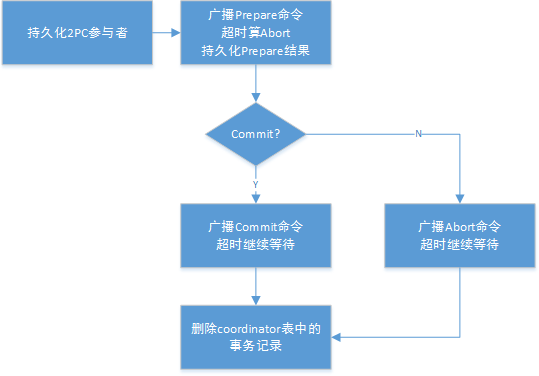 持久化2PC参与者
广播Prepare命令
超时算Abort
持久化Prepare结果
Commit?
N
Y
广播Commit命令
超时继续等待
广播Abort命令
超时继续等待
删除coordinator表中的
事务记录